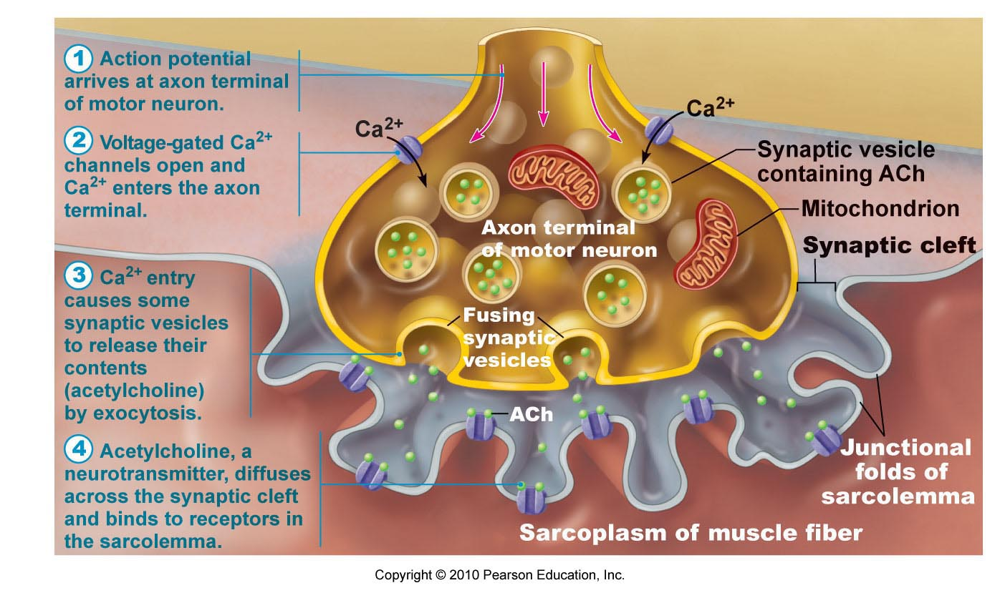 1 Action potential
arrives at axon terminal
of motor neuron.
2 Voltage-gated Ca²⁺
channels open and
Ca²⁺ enters the axon
terminal.
3 Ca²⁺ entry
causes some
synaptic vesicles
to release their
contents
(acetylcholine)
by exocytosis.
4 Acetylcholine, a
neurotransmitter, diffuses
across the synaptic cleft
and binds to receptors in
the sarcolemma.
Ca²⁺
Ca²⁺
Synaptic vesicle
containing ACh
Mitochondrion
Synaptic cleft
Axon terminal
of motor neuron
Fusing
synaptic
vesicles
ACh
Junctional
folds of
sarcolemma
Sarcoplasm of muscle fiber
Copyright © 2010 Pearson Education, Inc.